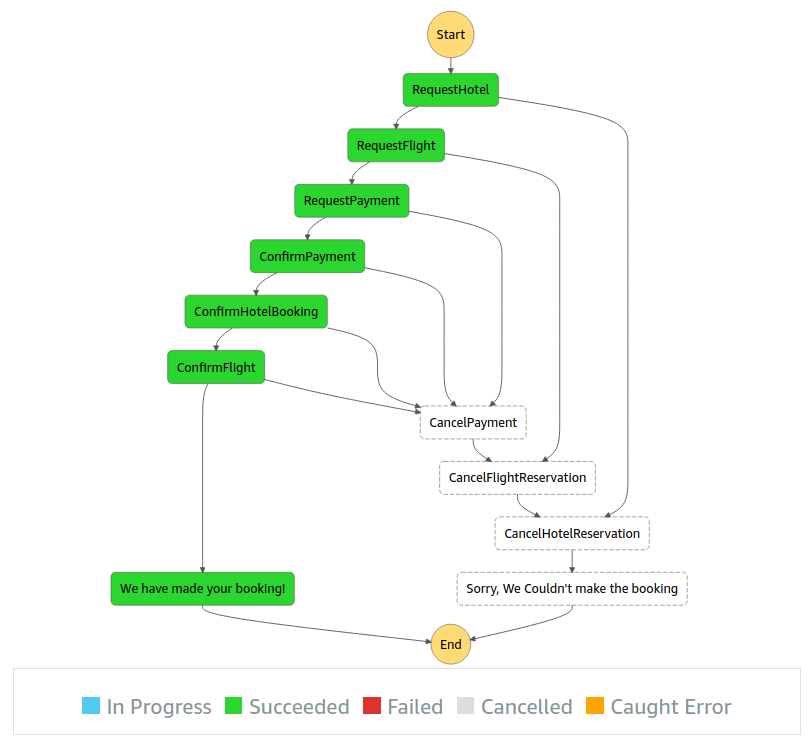 Start
RequestHotel
RequestFlight
RequestPayment
ConfirmPayment
ConfirmHotelBooking
ConfirmFlight
CancelPayment
CancelFlightReservation
CancelHotelReservation
We have made your booking!
Sorry, We Couldn't make the booking
End
In Progress
Succeeded
Failed
Cancelled
Caught Error